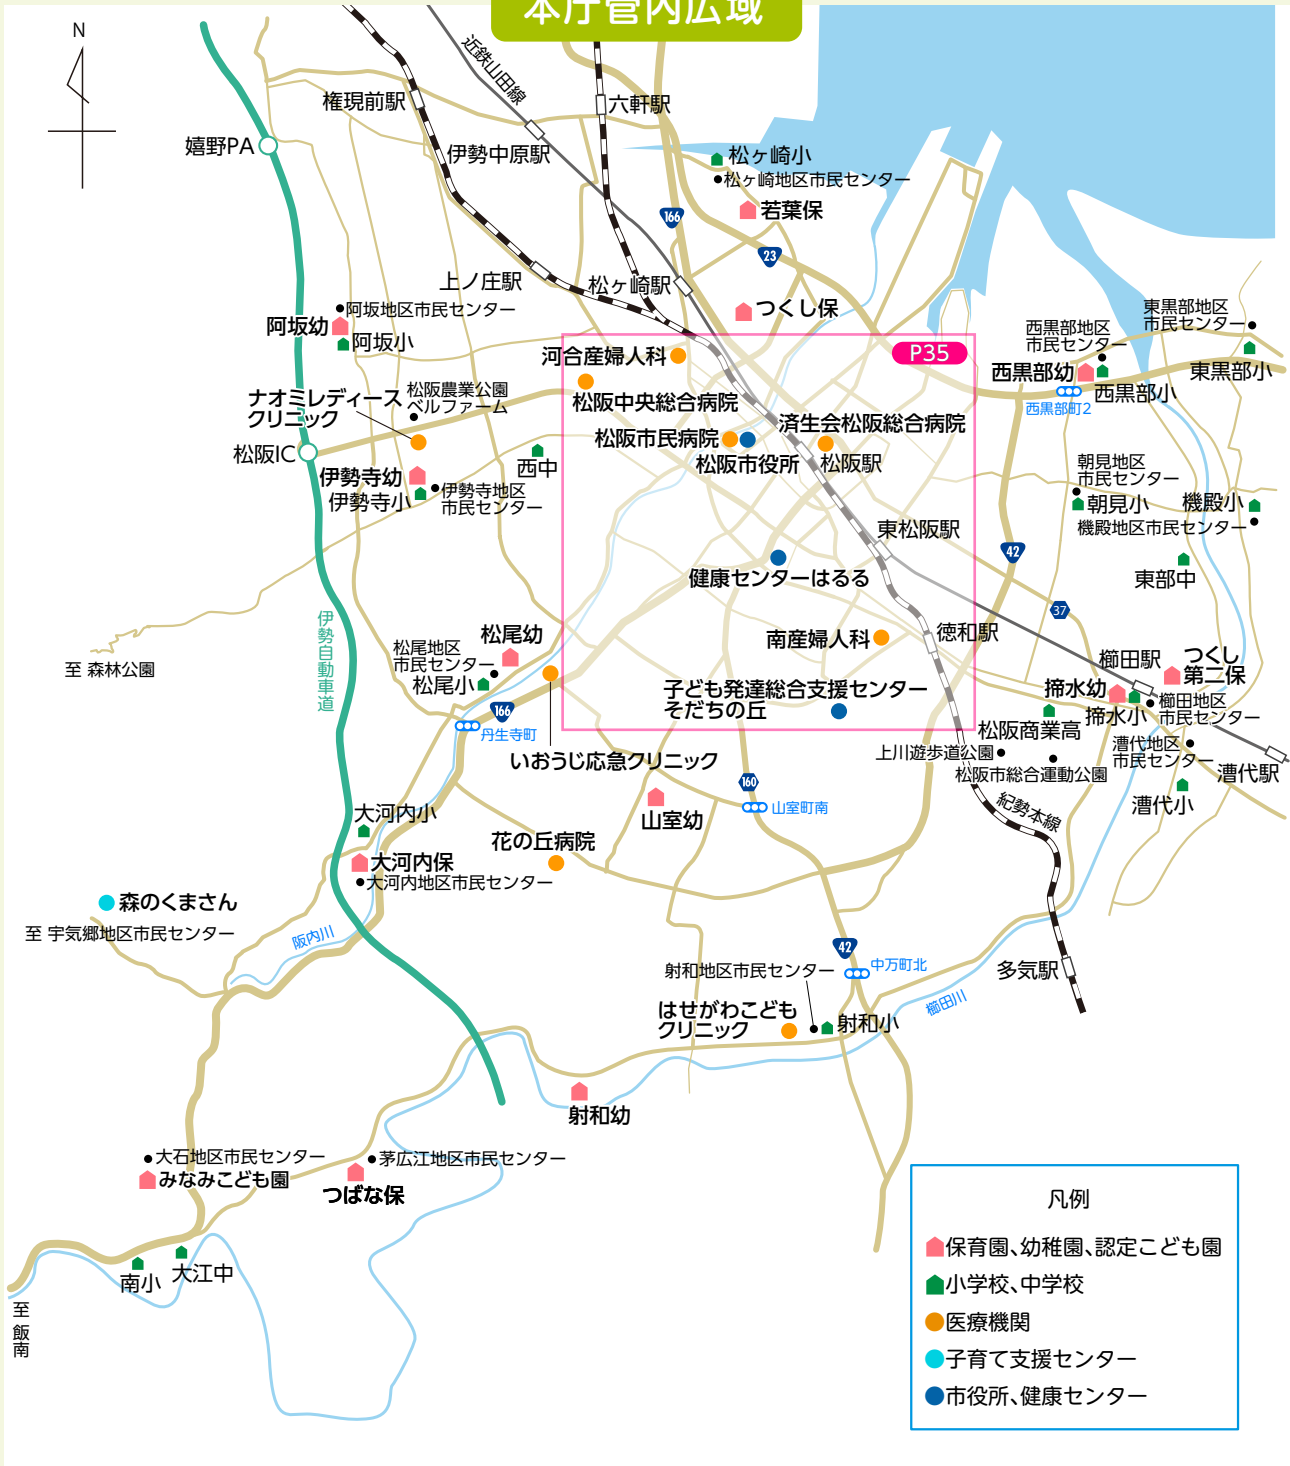 本庁管内広域
N
近鉄山田線
権現前駅
六軒駅
嬉野PA
伊勢中原駅
松ヶ崎小
松ヶ崎地区市民センター
若葉保
166
23
上ノ庄駅
松ヶ崎駅
つくし保
阿坂地区市民センター
阿坂幼
阿坂小
東黒部地区
市民センター
西黒部地区
市民センター
P35
河合産婦人科
西黒部幼
東黒部小
西黒部小
西黒部町2
ナオミレディース
クリニック
松阪農業公園
ベルファーム
松阪中央総合病院
済生会松阪総合病院
松阪市民病院
松阪市役所
松阪駅
松阪IC
西中
伊勢寺幼
伊勢寺小
伊勢寺地区
市民センター
朝見地区
市民センター
朝見小
機殿小
機殿地区市民センター
東松阪駅
42
東部中
健康センターはるる
37
伊勢自動車道
松尾幼
松尾地区
市民センター
松尾小
南産婦人科
徳和駅
至 森林公園
櫛田駅
つくし
第二保
揥水幼
揥水小
櫛田地区
市民センター
子ども発達総合支援センター
そだちの丘
166
丹生寺町
松阪商業高
上川遊歩道公園
松阪市総合運動公園
漕代地区
市民センター
漕代駅
漕代小
いおうじ応急クリニック
160
山室町南
山室幼
紀勢本線
大河内小
大河内保
大河内地区市民センター
花の丘病院
森のくまさん
至 宇気郷地区市民センター
阪内川
42
中万町北
射和地区市民センター
多気駅
櫛田川
はせがわこども
クリニック
射和小
射和幼
大石地区市民センター
みなみこども園
茅広江地区市民センター
つばな保
南小
大江中
至 飯南
凡例
保育園、幼稚園、認定こども園
小学校、中学校
医療機関
子育て支援センター
市役所、健康センター